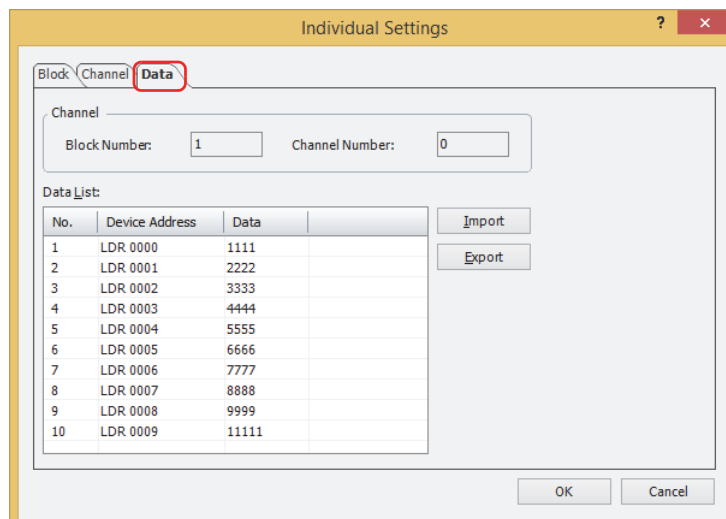 Individual Settings ? ×
Block Channel Data
Channel
Block Number: 1 Channel Number: 0
Data List:
No. Device Address Data
Import
1 LDR 0000 1111
2 LDR 0001 2222
Export
3 LDR 0002 3333
4 LDR 0003 4444
5 LDR 0004 5555
6 LDR 0005 6666
7 LDR 0006 7777
8 LDR 0007 8888
9 LDR 0008 9999
10 LDR 0009 11111
OK Cancel